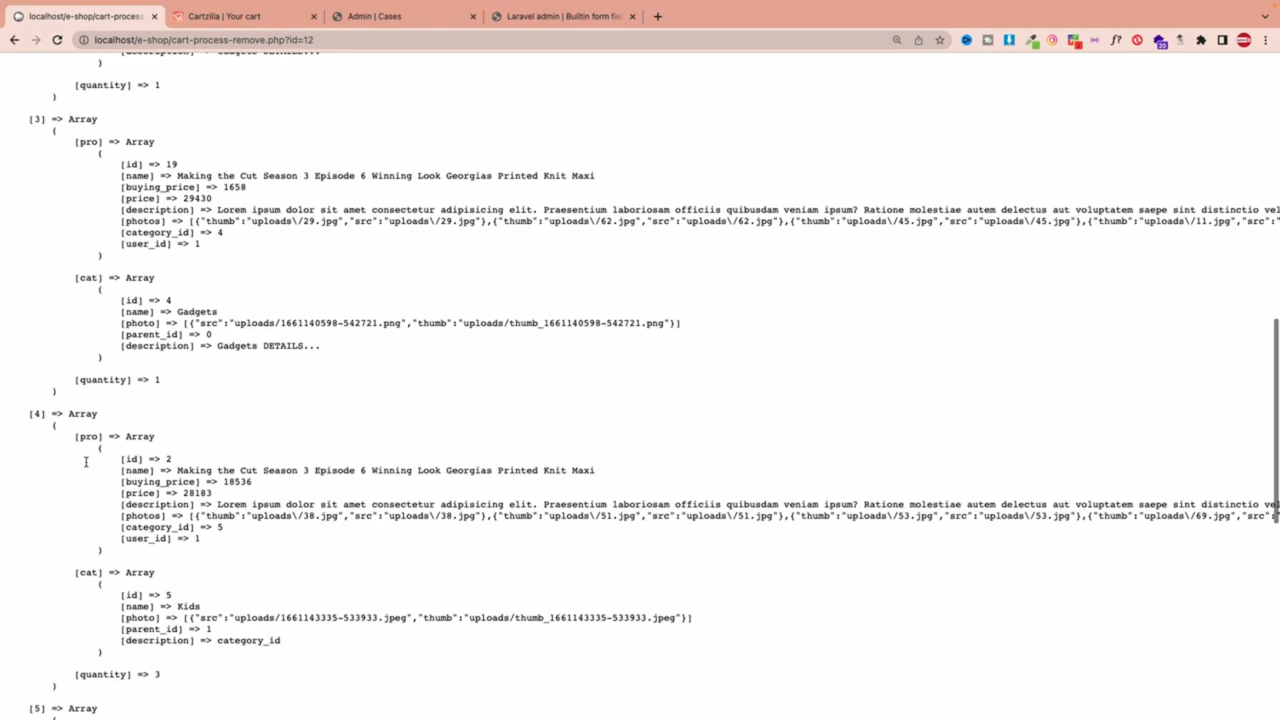 localhost/e-shop/cart-process
Cartzilla | Your cart
Admin | Cases
Laravel admin | Builtin form fie
localhost/e-shop/cart-process-remove.php?id=12
)
[quantity] => 1
)
[3] => Array
(
[pro] => Array
(
[id] => 19
[name] => Making the Cut Season 3 Episode 6 Winning Look Georgias Printed Knit Maxi
[buying_price] => 1658
[price] => 29430
[description] => Lorem ipsum dolor sit amet consectetur adipisicing elit. Praesentium laboriosam officiis quibusdam veniam ipsum? Ratione molestiae autem delectus aut voluptatem saepe sint distinctio vel
[photos] => [{"thumb":"uploads\/29.jpg","src":"uploads\/29.jpg"},{"thumb":"uploads\/62.jpg","src":"uploads\/62.jpg"},{"thumb":"uploads\/45.jpg","src":"uploads\/45.jpg"},{"thumb":"uploads\/11.jpg","src":"
[category_id] => 4
[user_id] => 1
)
[cat] => Array
(
[id] => 4
[name] => Gadgets
[photo] => [{"src":"uploads/1661140598-542721.png","thumb":"uploads/thumb_1661140598-542721.png"}]
[parent_id] => 0
[description] => Gadgets DETAILS...
)
[quantity] => 1
)
[4] => Array
(
[pro] => Array
(
[id] => 2
[name] => Making the Cut Season 3 Episode 6 Winning Look Georgias Printed Knit Maxi
[buying_price] => 18536
[price] => 28183
[description] => Lorem ipsum dolor sit amet consectetur adipisicing elit. Praesentium laboriosam officiis quibusdam veniam ipsum? Ratione molestiae autem delectus aut voluptatem saepe sint distinctio vel
[photos] => [{"thumb":"uploads\/38.jpg","src":"uploads\/38.jpg"},{"thumb":"uploads\/51.jpg","src":"uploads\/51.jpg"},{"thumb":"uploads\/53.jpg","src":"uploads\/53.jpg"},{"thumb":"uploads\/69.jpg","src":
[category_id] => 5
[user_id] => 1
)
[cat] => Array
(
[id] => 5
[name] => Kids
[photo] => [{"src":"uploads/1661143335-533933.jpeg","thumb":"uploads/thumb_1661143335-533933.jpeg"}]
[parent_id] => 1
[description] => category_id
)
[quantity] => 3
)
[5] => Array